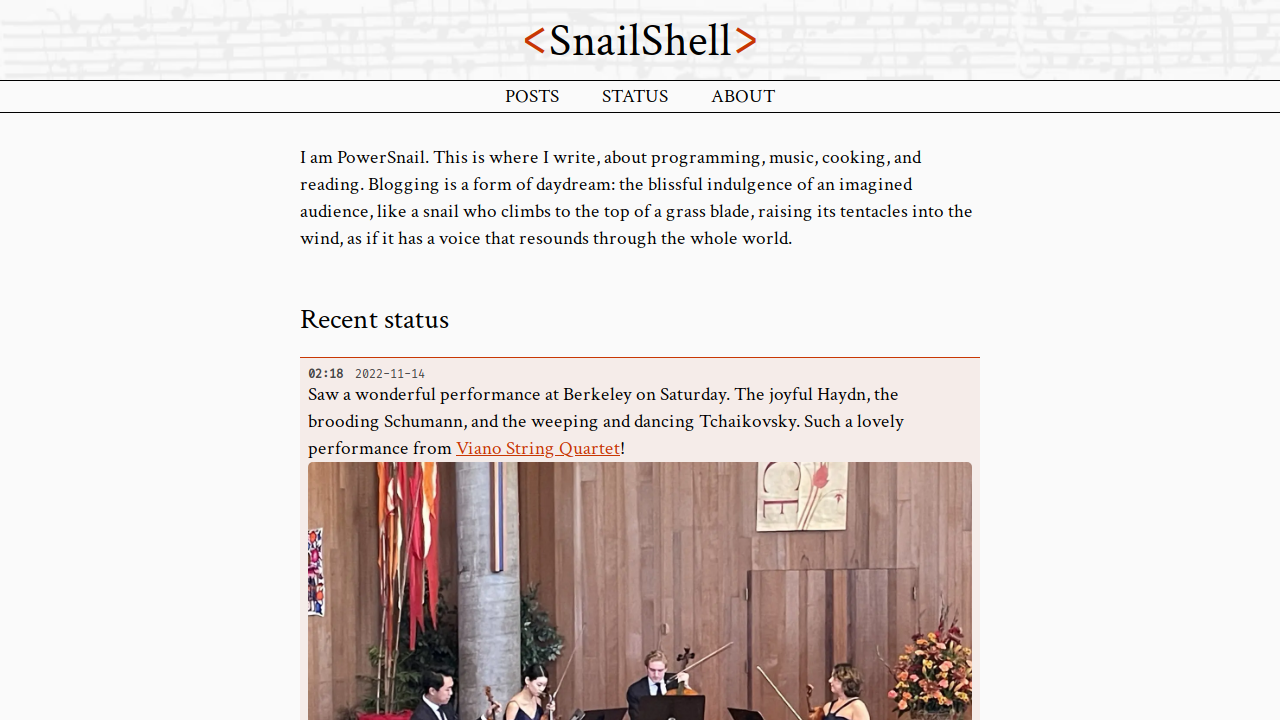 <SnailShell>
POSTS STATUS ABOUT
I am PowerSnail. This is where I write, about programming, music, cooking, and
reading. Blogging is a form of daydream: the blissful indulgence of an imagined
audience, like a snail who climbs to the top of a grass blade, raising its tentacles into the
wind, as if it has a voice that resounds through the whole world.
Recent status
02:18 2022-11-14
Saw a wonderful performance at Berkeley on Saturday. The joyful Haydn, the
brooding Schumann, and the weeping and dancing Tchaikovsky. Such a lovely
performance from Viano String Quartet!